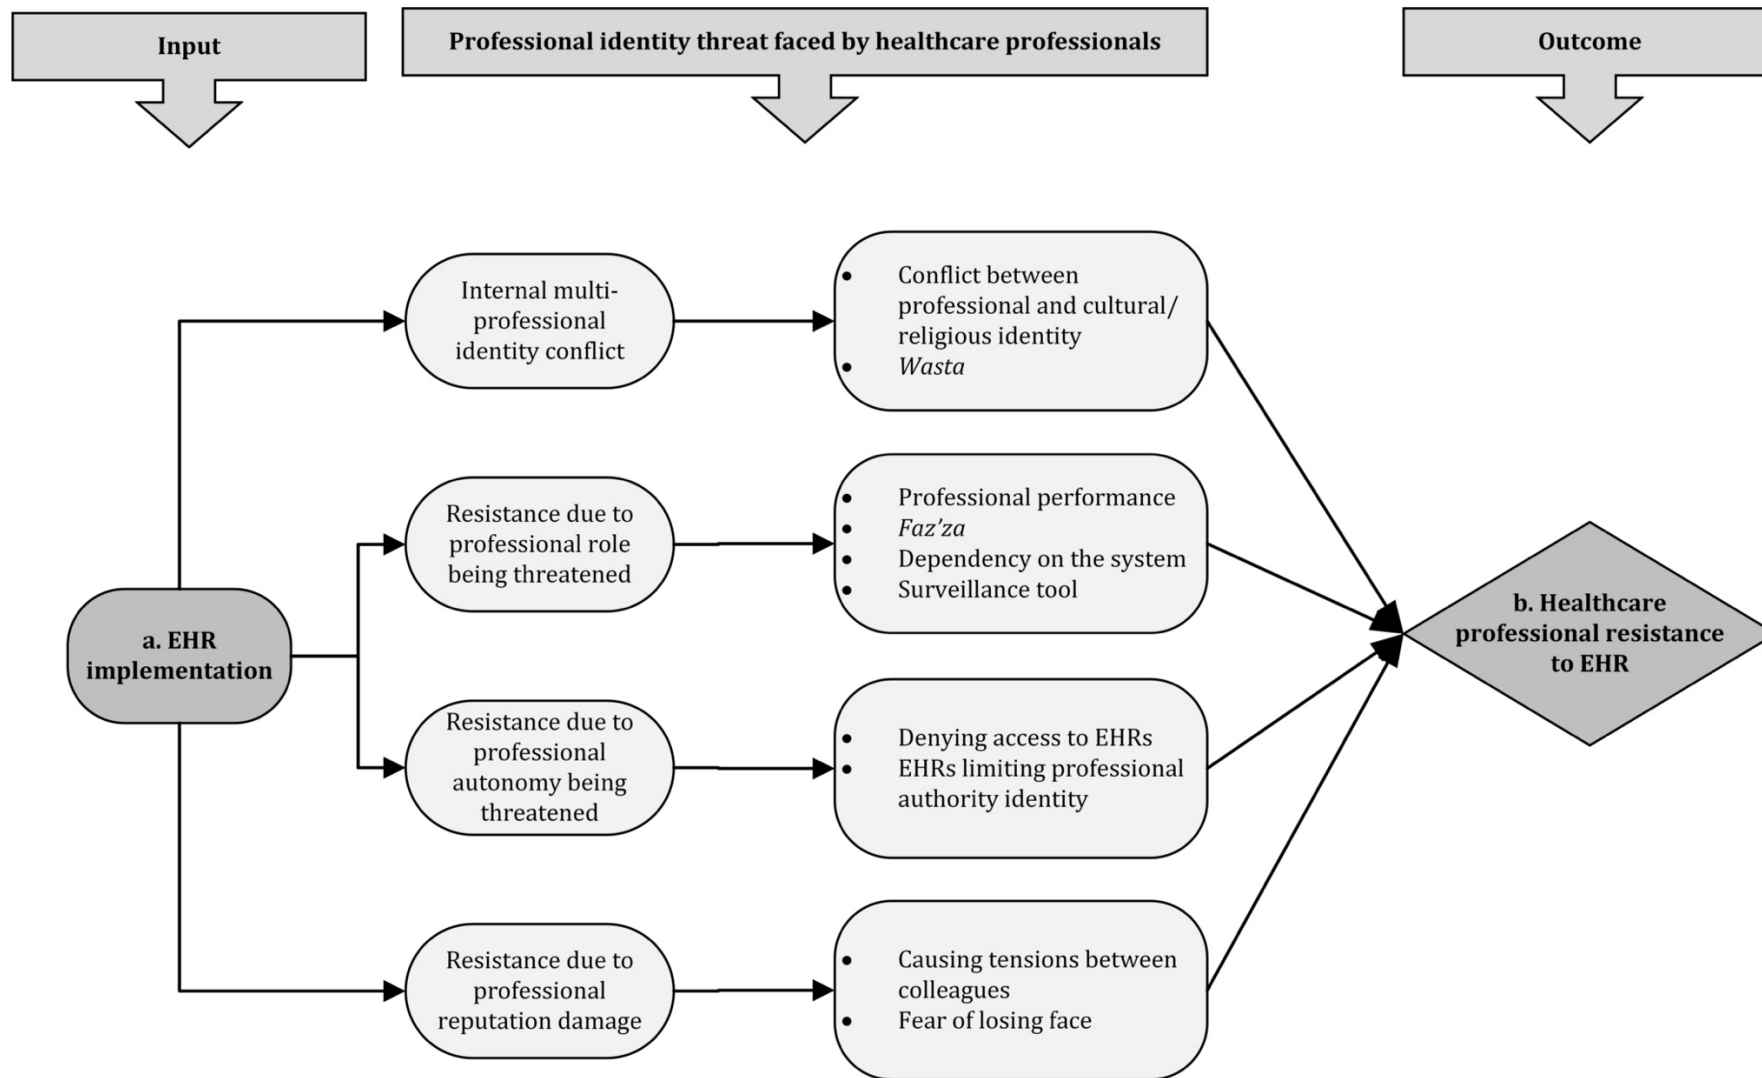 Input
Professional identity threat faced by healthcare professionals
Outcome
Internal multi-
professional
identity conflict
• Conflict between
professional and cultural/
religious identity
• Wasta
Resistance due to
professional role
being threatened
• Professional performance
• Faz’za
• Dependency on the system
• Surveillance tool
a. EHR
implementation
b. Healthcare
professional resistance
to EHR
Resistance due to
professional
autonomy being
threatened
• Denying access to EHRs
• EHRs limiting professional
authority identity
Resistance due to
professional
reputation damage
• Causing tensions between
colleagues
• Fear of losing face